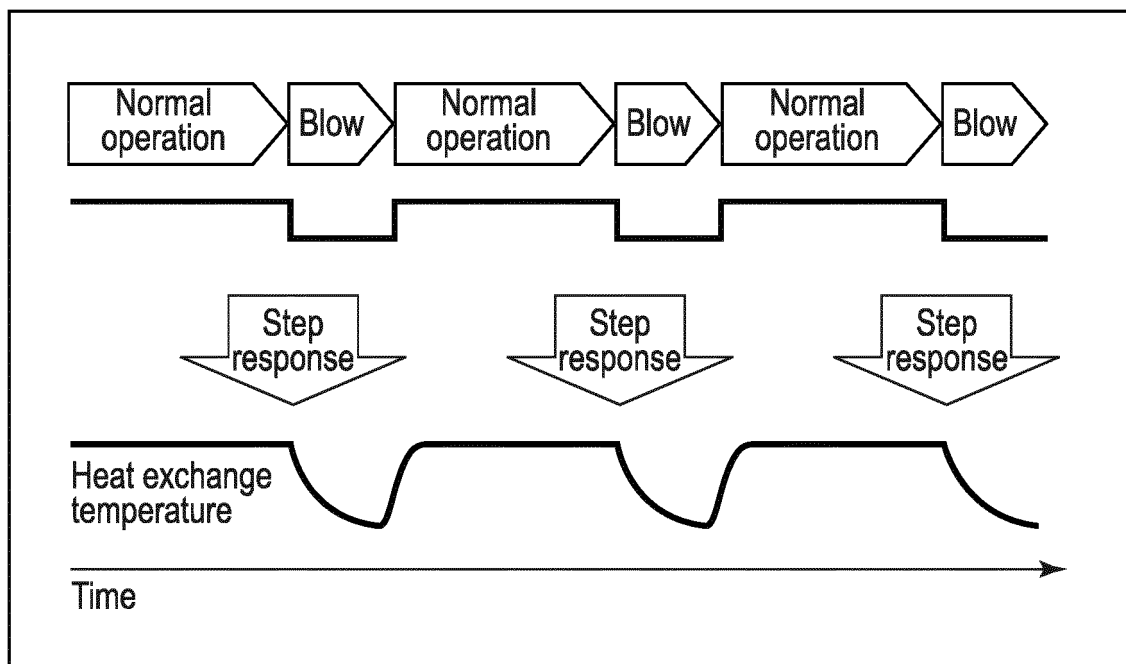 Normal
operation
Blow
Normal
operation
Blow
Normal
operation
Blow
Step
response
Step
response
Step
response
Heat exchange
temperature
Time